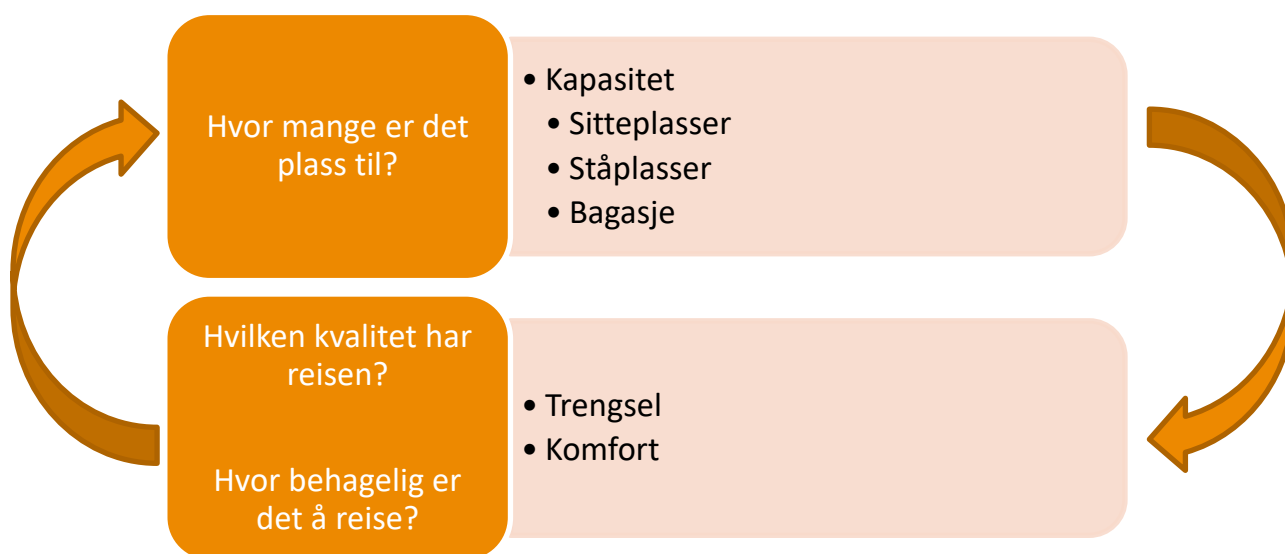 Hvor mange er det
plass til?
• Kapasitet
• Sitteplasser
• Ståplasser
• Bagasje
Hvilken kvalitet har
reisen?
Hvor behagelig er
det å reise?
• Trengsel
• Komfort